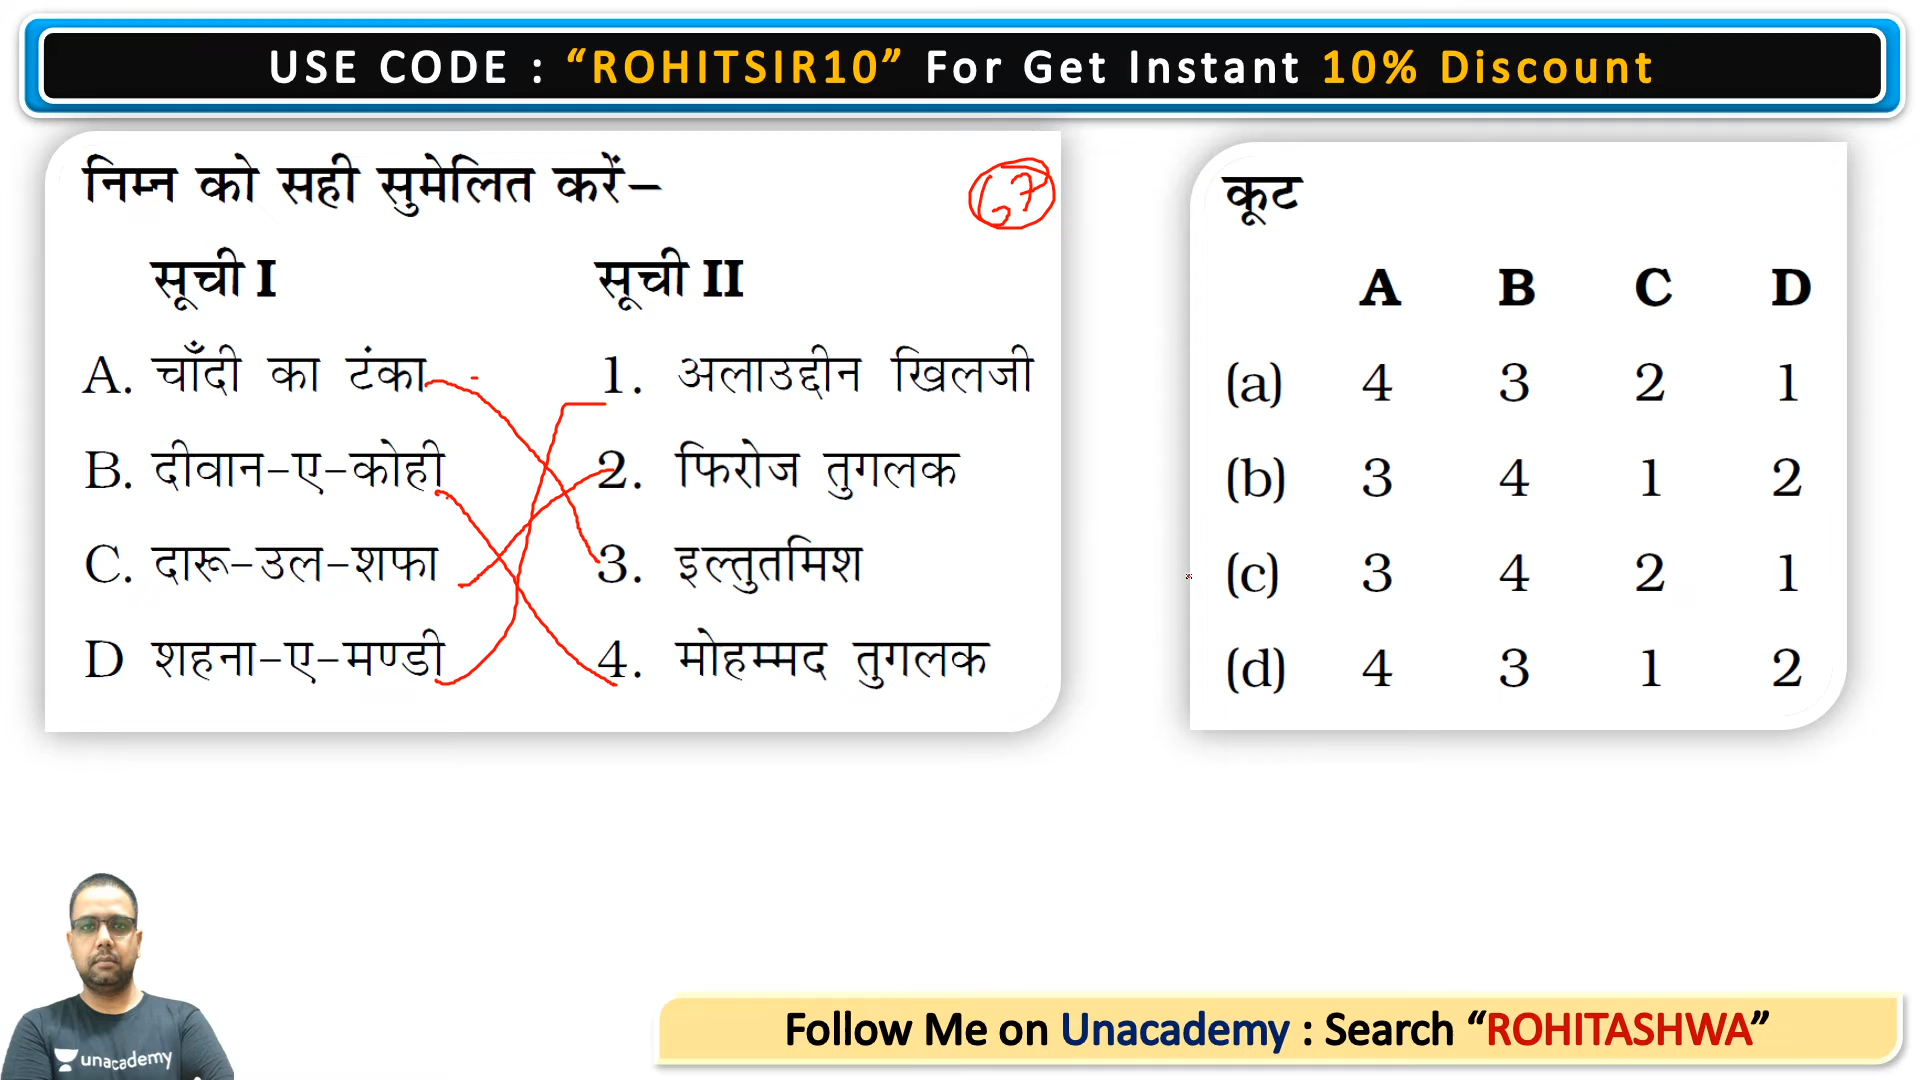 USE CODE : “ROHITSIR10” For Get Instant 10% Discount
निम्न को सही सुमेलित करें–
67
सूची I सूची II
A. चाँदी का टंका 1. अलाउद्दीन खिलजी
B. दीवान-ए-कोही 2. फिरोज तुगलक
C. दारू-उल-शफा 3. इल्तुतमिश
D शहना-ए-मण्डी 4. मोहम्मद तुगलक
कूट
A B C D
(a) 4 3 2 1
(b) 3 4 1 2
(c) 3 4 2 1
(d) 4 3 1 2
unacademy
Follow Me on Unacademy : Search “ROHITASHWA”